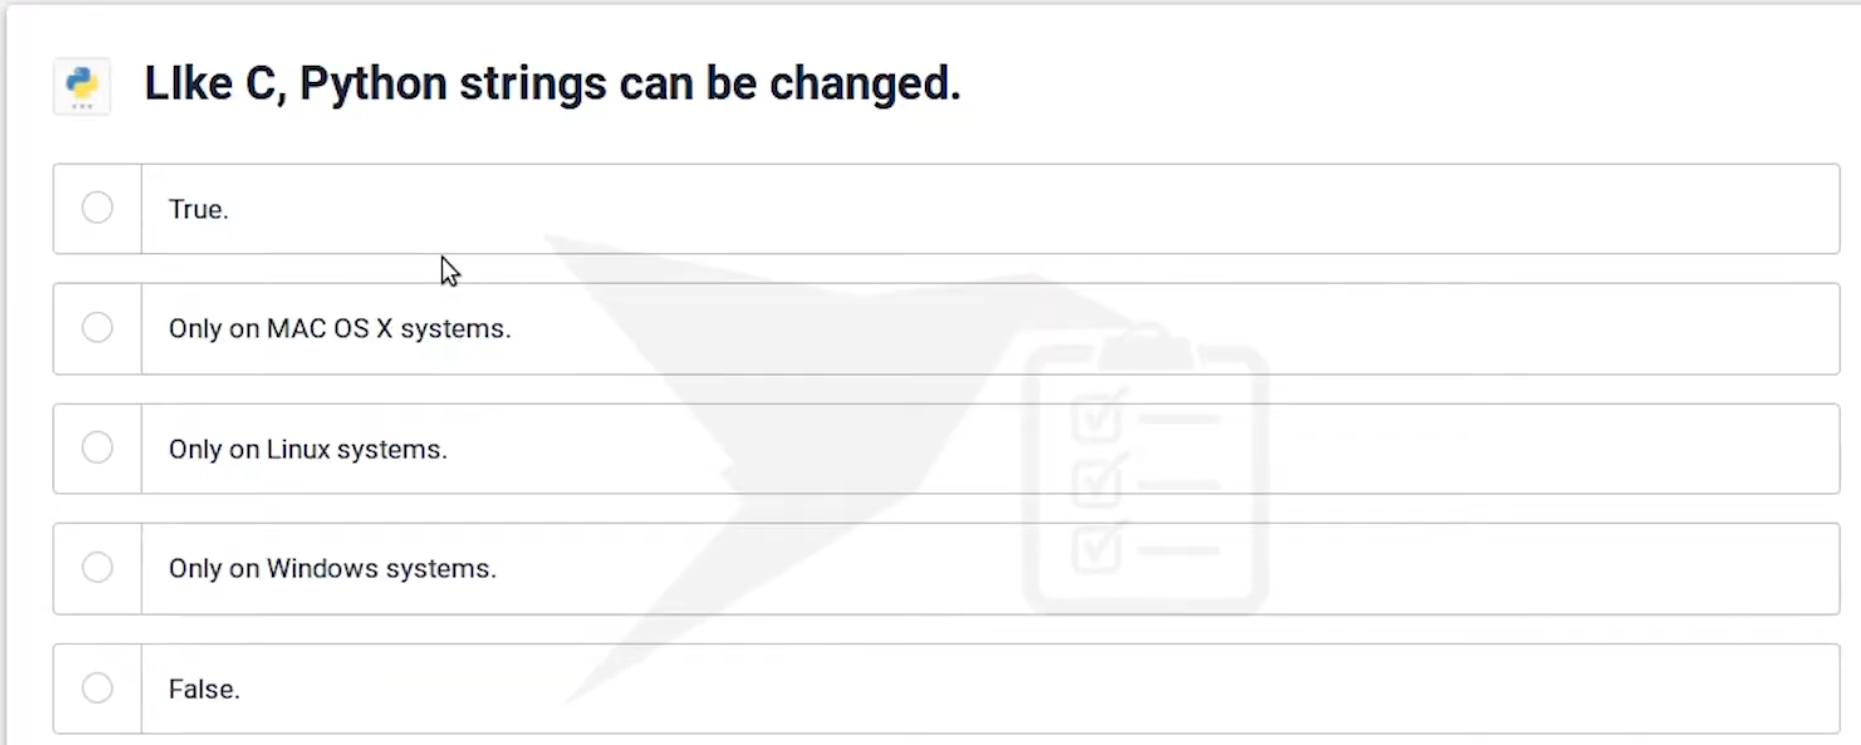 LIke C, Python strings can be changed.
True.
Only on MAC OS X systems.
Only on Linux systems.
Only on Windows systems.
False.